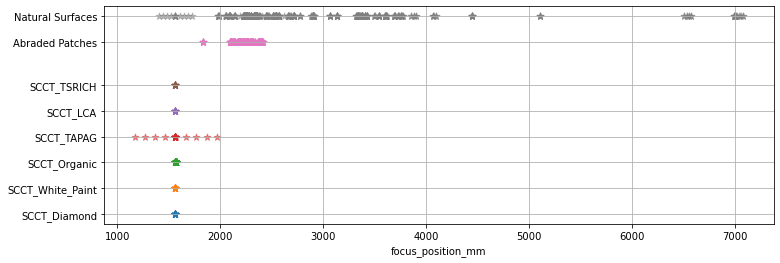 Natural Surfaces
Abraded Patches
SCCT_TSRICH
SCCT_LCA
SCCT_TAPAG
SCCT_Organic
SCCT_White_Paint
SCCT_Diamond
1000 2000 3000 4000 5000 6000 7000
focus_position_mm